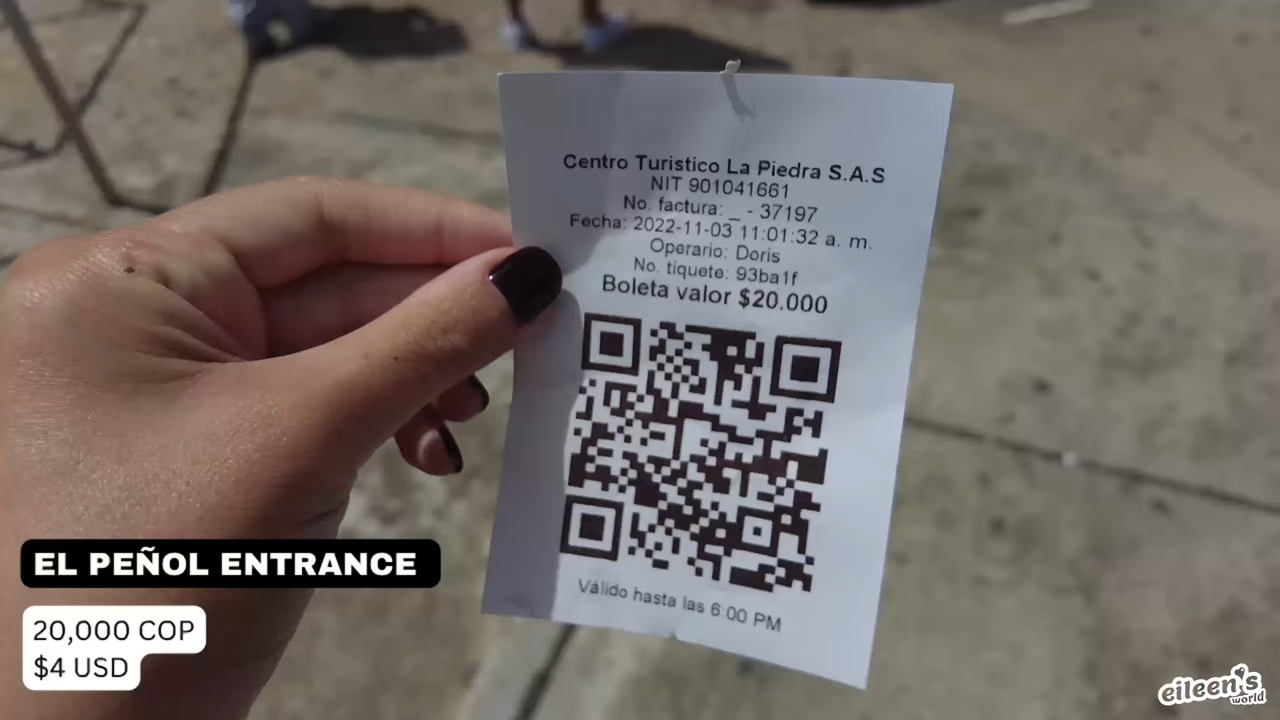 Centro Turistico La Piedra S.A.S
NIT 901041661
No. factura: _ - 37197
Fecha: 2022-11-03 11:01:32 a. m.
Operario: Doris
No. tiquete: 93ba1f
Boleta valor $20.000
Válido hasta las 6:00 PM
EL PEÑOL ENTRANCE
20,000 COP
$4 USD
eileen's
world